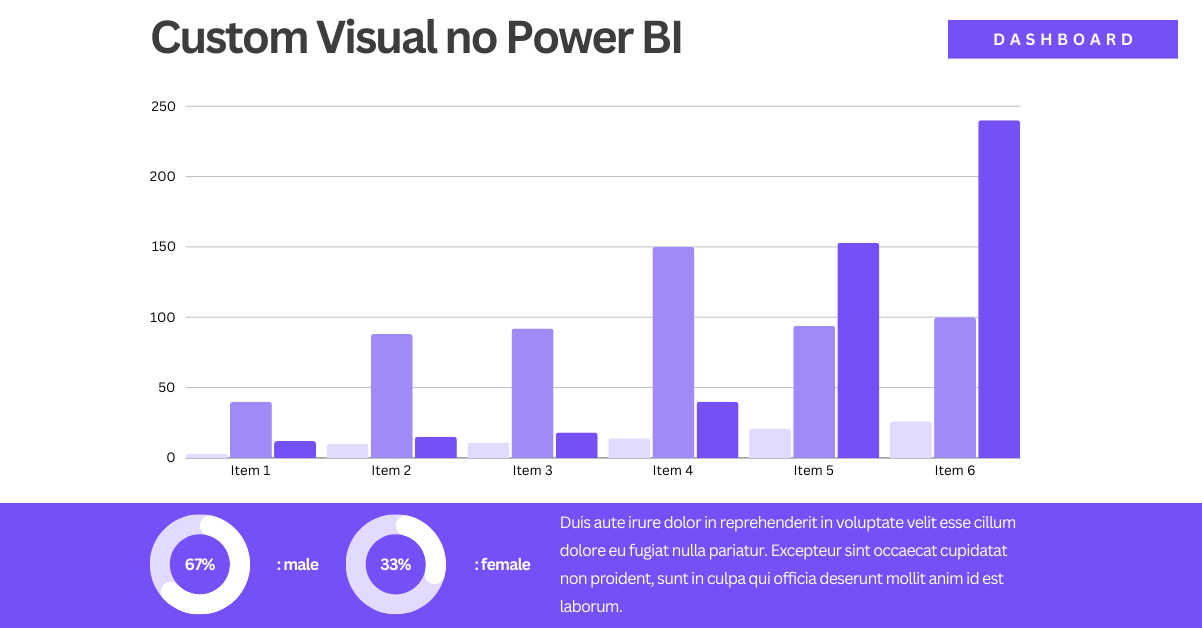 Custom Visual no Power BI
DASHBOARD
250
200
150
100
50
0
Item 1
Item 2
Item 3
Item 4
Item 5
Item 6
67%
: male
33%
: female
Duis aute irure dolor in reprehenderit in voluptate velit esse cillum
dolore eu fugiat nulla pariatur. Excepteur sint occaecat cupidatat
non proident, sunt in culpa qui officia deserunt mollit anim id est
laborum.